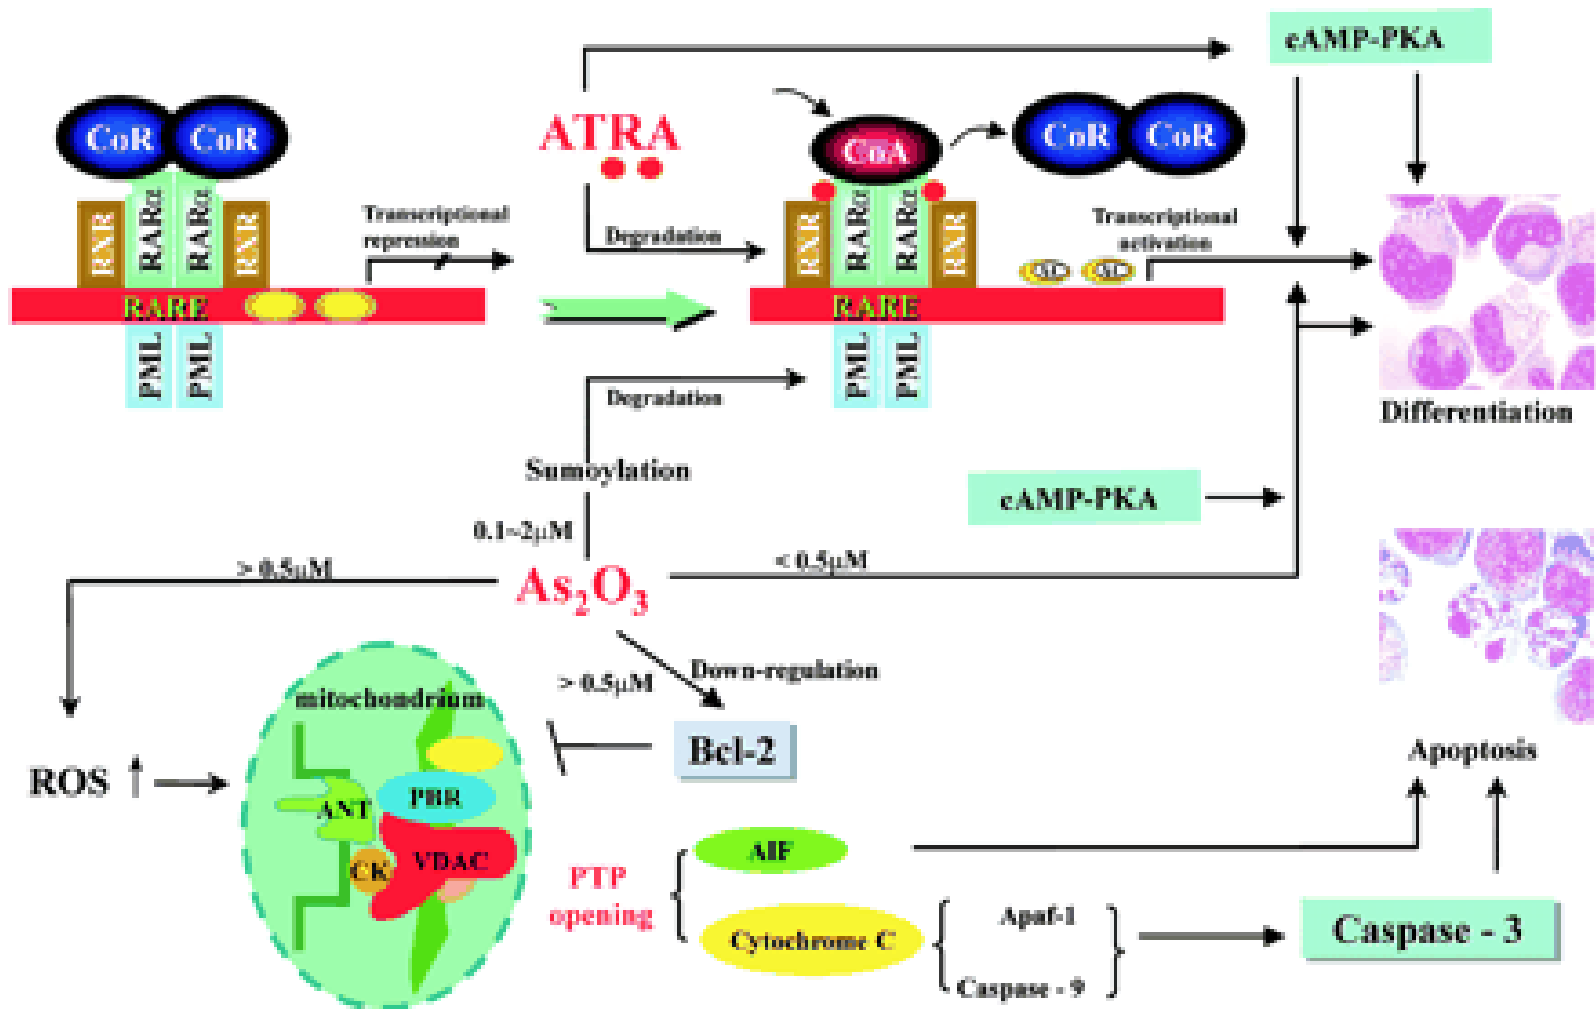 cAMP-PKA
CoR CoR
ATRA
CoA
CoR CoR
RXR
RARα
RARα
RXR
Transcriptional
repression
Degradation
RXR
RARα
RARα
RXR
Transcriptional
activation
RARE
RARE
PML
PML
PML
PML
Degradation
Differentiation
Sumoylation
cAMP-PKA
0.1~2μM
> 0.5μM
< 0.5μM
As₂O₃
Down-regulation
> 0.5μM
mitochondrium
Bcl-2
Apoptosis
ROS ↑
ANT
PBR
VDAC
CK
AIF
PTP
opening
Cytochrome C
Apaf-1
Caspase - 9
Caspase - 3